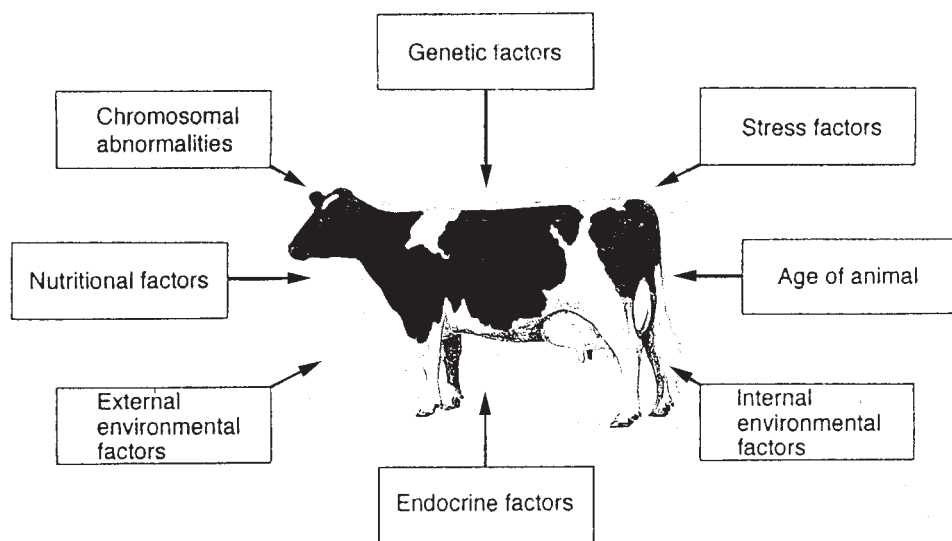 Genetic factors
Chromosomal
abnormalities
Stress factors
Nutritional factors
Age of animal
External
environmental
factors
Internal
environmental
factors
Endocrine factors